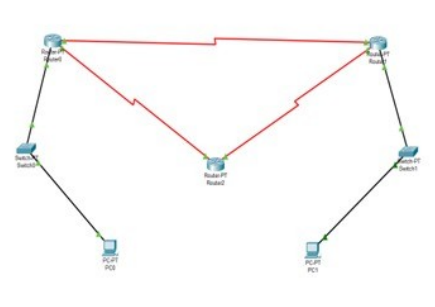 Router-PT
Router0
Router-PT
Router1
Switch-PT
Switch0
Router-PT
Router2
Switch-PT
Switch1
PC-PT
PC0
PC-PT
PC1